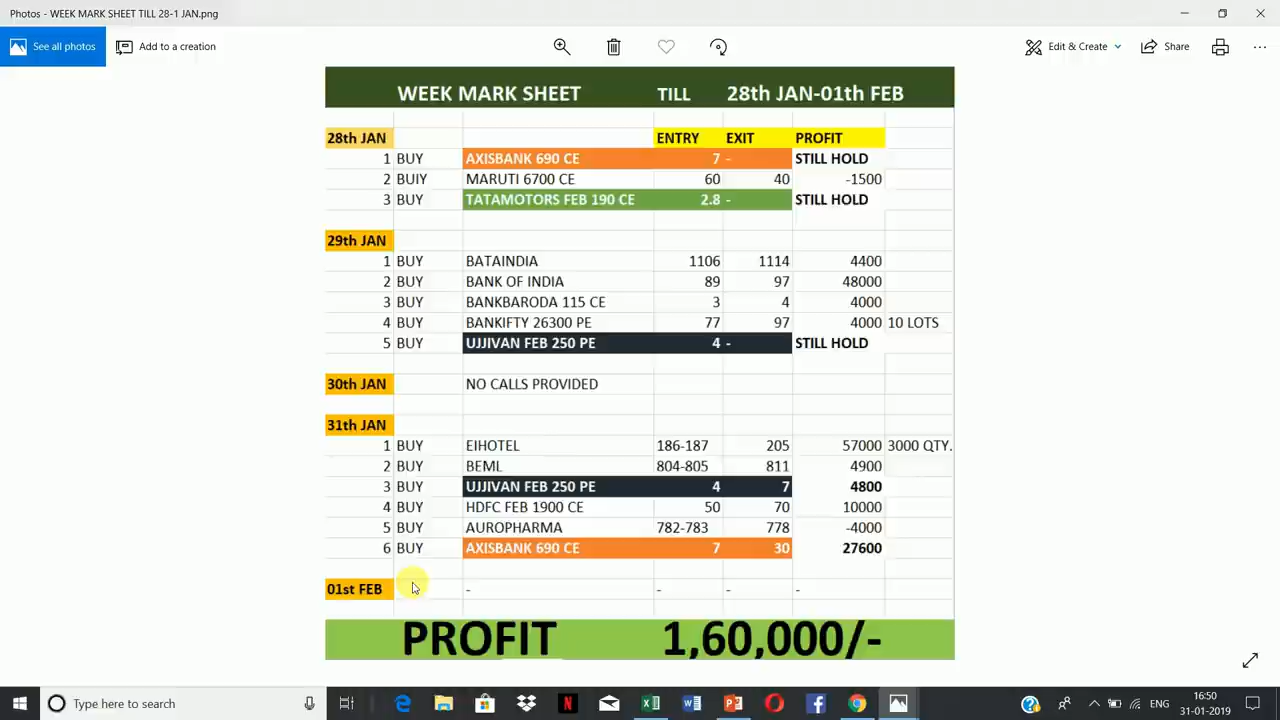 Photos - WEEK MARK SHEET TILL 28-1 JAN.png
See all photos Add to a creation Edit & Create Share
WEEK MARK SHEET TILL 28th JAN-01th FEB
28th JAN ENTRY EXIT PROFIT
1 BUY AXISBANK 690 CE 7 - STILL HOLD
2 BUIY MARUTI 6700 CE 60 40 -1500
3 BUY TATAMOTORS FEB 190 CE 2.8 - STILL HOLD
29th JAN
1 BUY BATAINDIA 1106 1114 4400
2 BUY BANK OF INDIA 89 97 48000
3 BUY BANKBARODA 115 CE 3 4 4000
4 BUY BANKIFTY 26300 PE 77 97 4000 10 LOTS
5 BUY UJJIVAN FEB 250 PE 4 - STILL HOLD
30th JAN NO CALLS PROVIDED
31th JAN
1 BUY EIHOTEL 186-187 205 57000 3000 QTY.
2 BUY BEML 804-805 811 4900
3 BUY UJJIVAN FEB 250 PE 4 7 4800
4 BUY HDFC FEB 1900 CE 50 70 10000
5 BUY AUROPHARMA 782-783 778 -4000
6 BUY AXISBANK 690 CE 7 30 27600
01st FEB - - - -
PROFIT 1,60,000/-
Type here to search ENG 16:50
31-01-2019